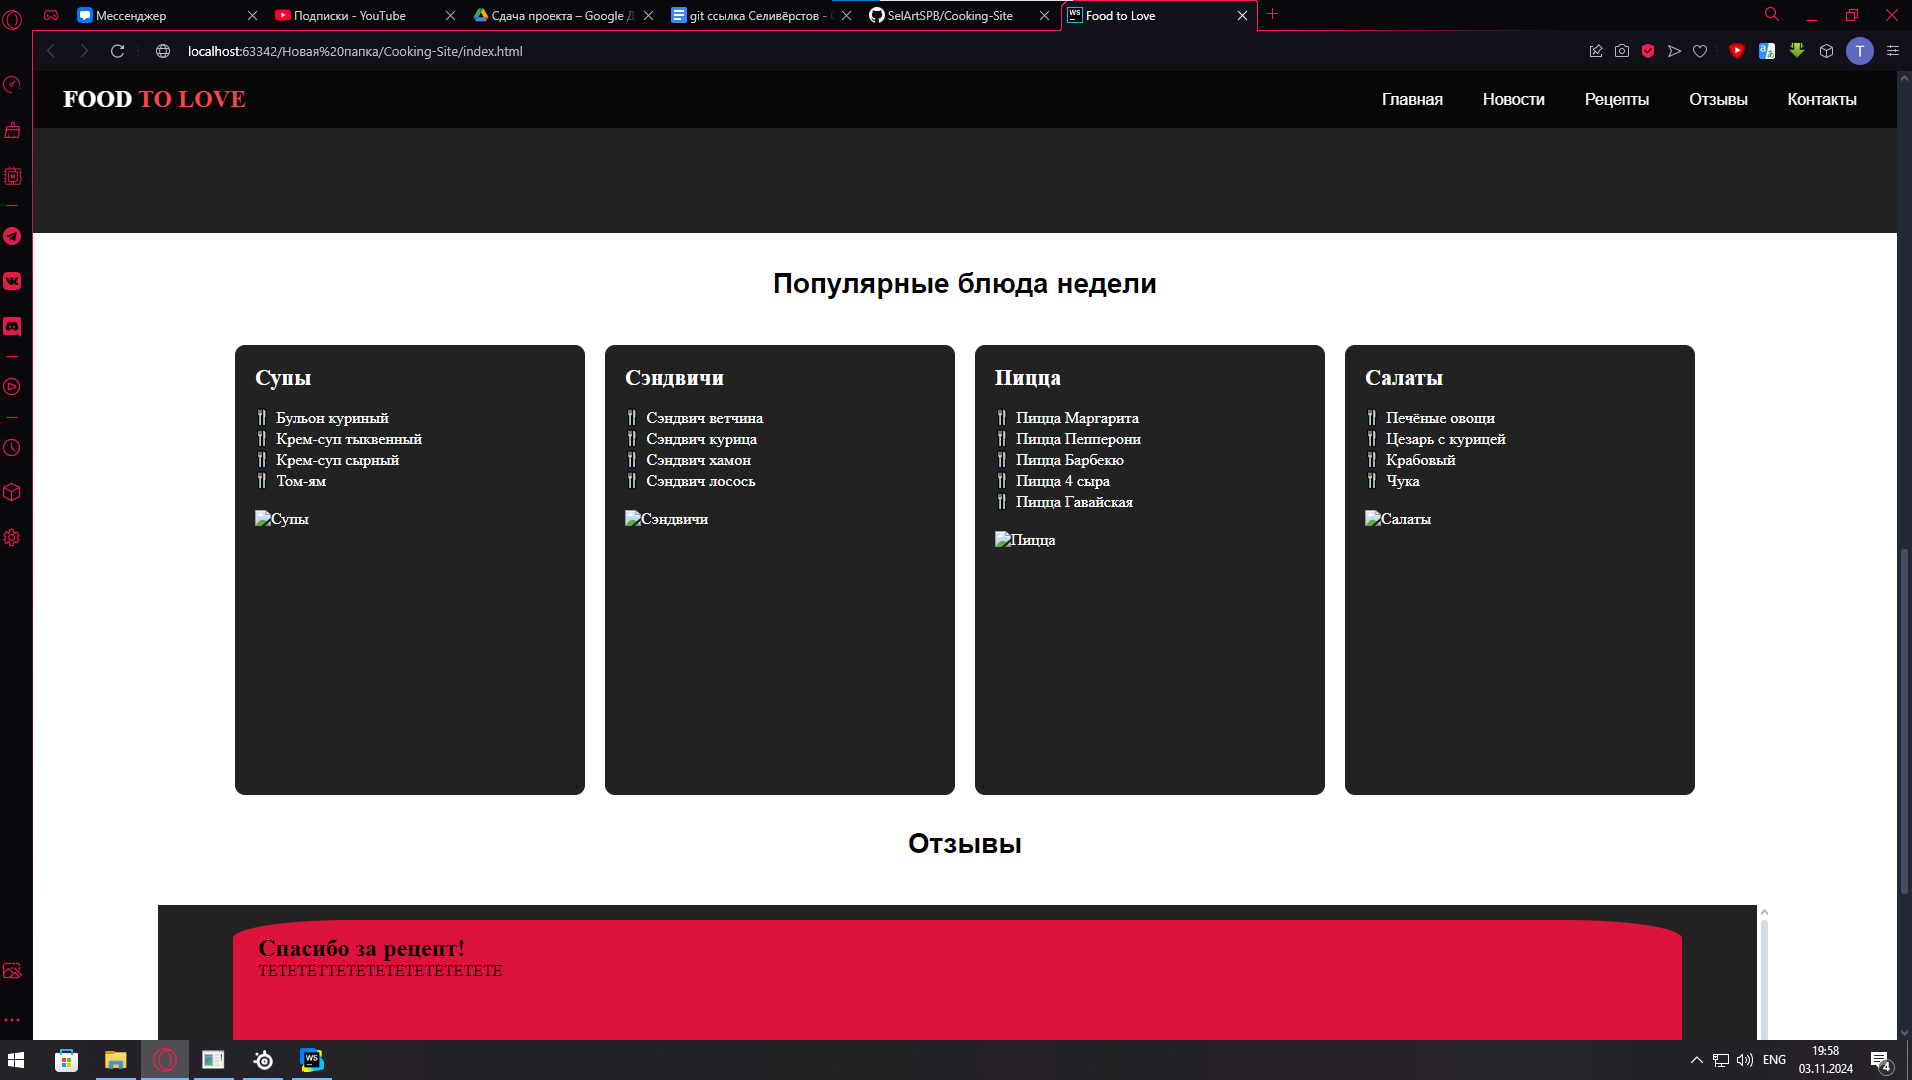 Мессенджер
Подписки - YouTube
Сдача проекта – Google Д
git ссылка Селивёрстов - G
SelArtSPB/Cooking-Site
WS Food to Love
localhost:63342/Новая%20папка/Cooking-Site/index.html
T
FOOD TO LOVE
Главная
Новости
Рецепты
Отзывы
Контакты
Популярные блюда недели
Супы
Бульон куриный
Крем-суп тыквенный
Крем-суп сырный
Том-ям
Супы
Сэндвичи
Сэндвич ветчина
Сэндвич курица
Сэндвич хамон
Сэндвич лосось
Сэндвичи
Пицца
Пицца Маргарита
Пицца Пепперони
Пицца Барбекю
Пицца 4 сыра
Пицца Гавайская
Пицца
Салаты
Печёные овощи
Цезарь с курицей
Крабовый
Чука
Салаты
Отзывы
Спасибо за рецепт!
ТЕТЕТЕТТЕТЕТЕТЕТЕТЕТЕТЕТЕ
WS
ENG
19:58
03.11.2024
4